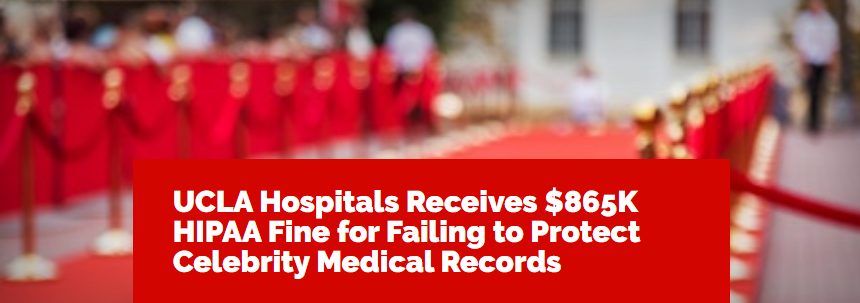 UCLA Hospitals Receives $865K
HIPAA Fine for Failing to Protect
Celebrity Medical Records